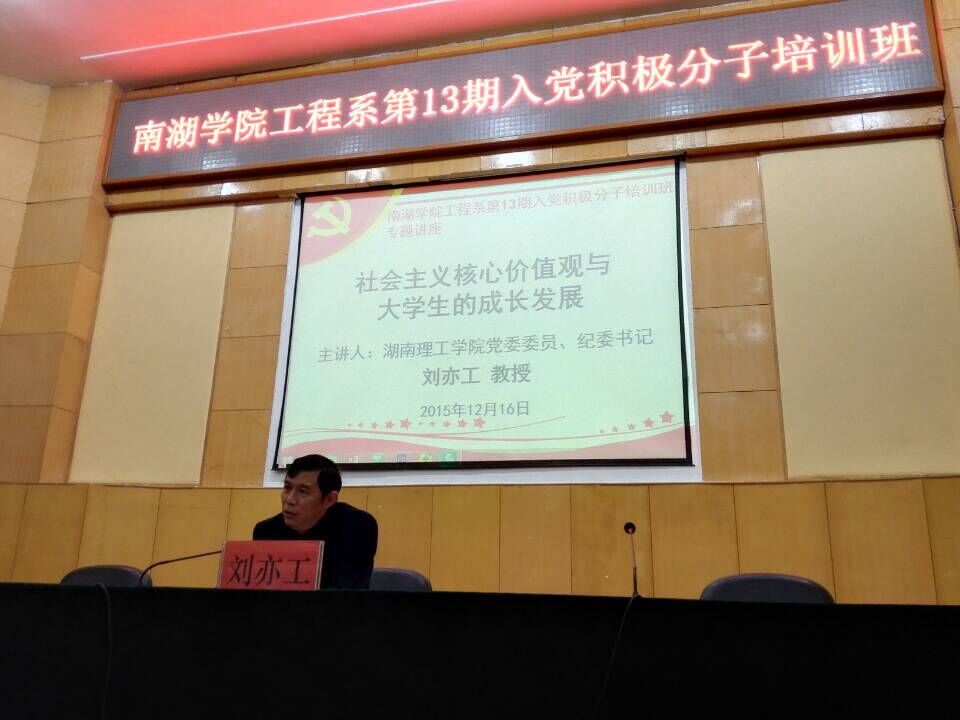 南湖学院工程系第13期入党积极分子培训班
南湖学院工程系第13期入党积极分子培训班
专题讲座
社会主义核心价值观与
大学生的成长发展
主讲人：湖南理工学院党委委员、纪委书记
刘亦工 教授
2015年12月16日
刘亦工